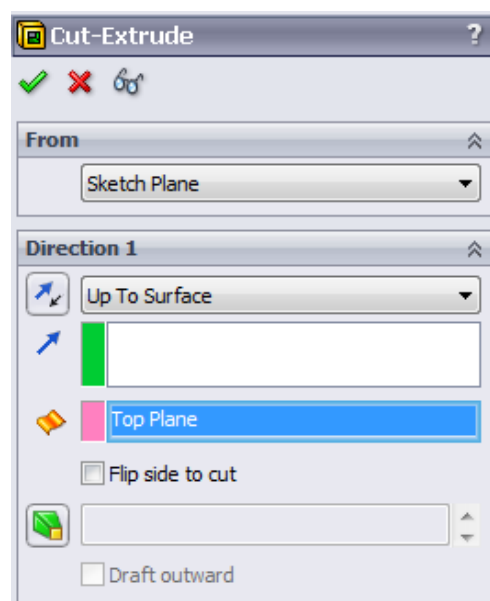 Cut-Extrude ?
From
Sketch Plane
Direction 1
Up To Surface
Top Plane
Flip side to cut
Draft outward